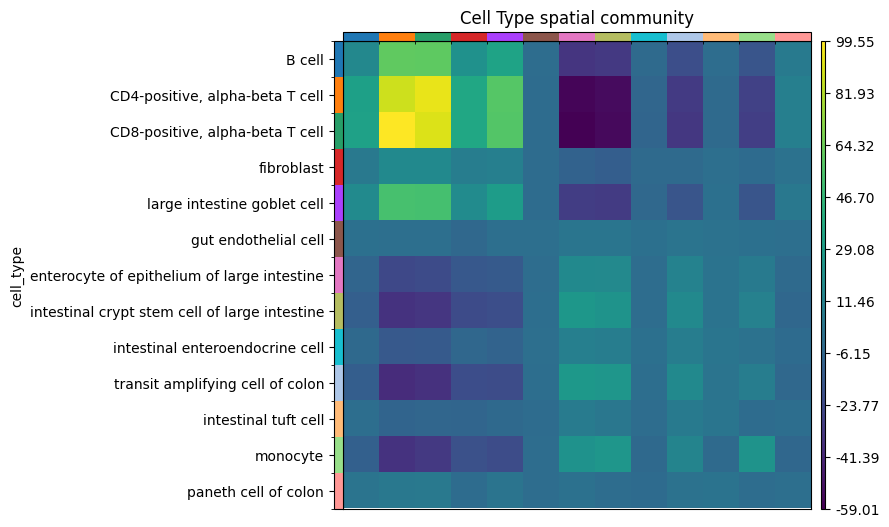 Cell Type spatial community
B cell
CD4-positive, alpha-beta T cell
CD8-positive, alpha-beta T cell
fibroblast
large intestine goblet cell
gut endothelial cell
enterocyte of epithelium of large intestine
intestinal crypt stem cell of large intestine
intestinal enteroendocrine cell
transit amplifying cell of colon
intestinal tuft cell
monocyte
paneth cell of colon
cell_type
99.55
81.93
64.32
46.70
29.08
11.46
-6.15
-23.77
-41.39
-59.01